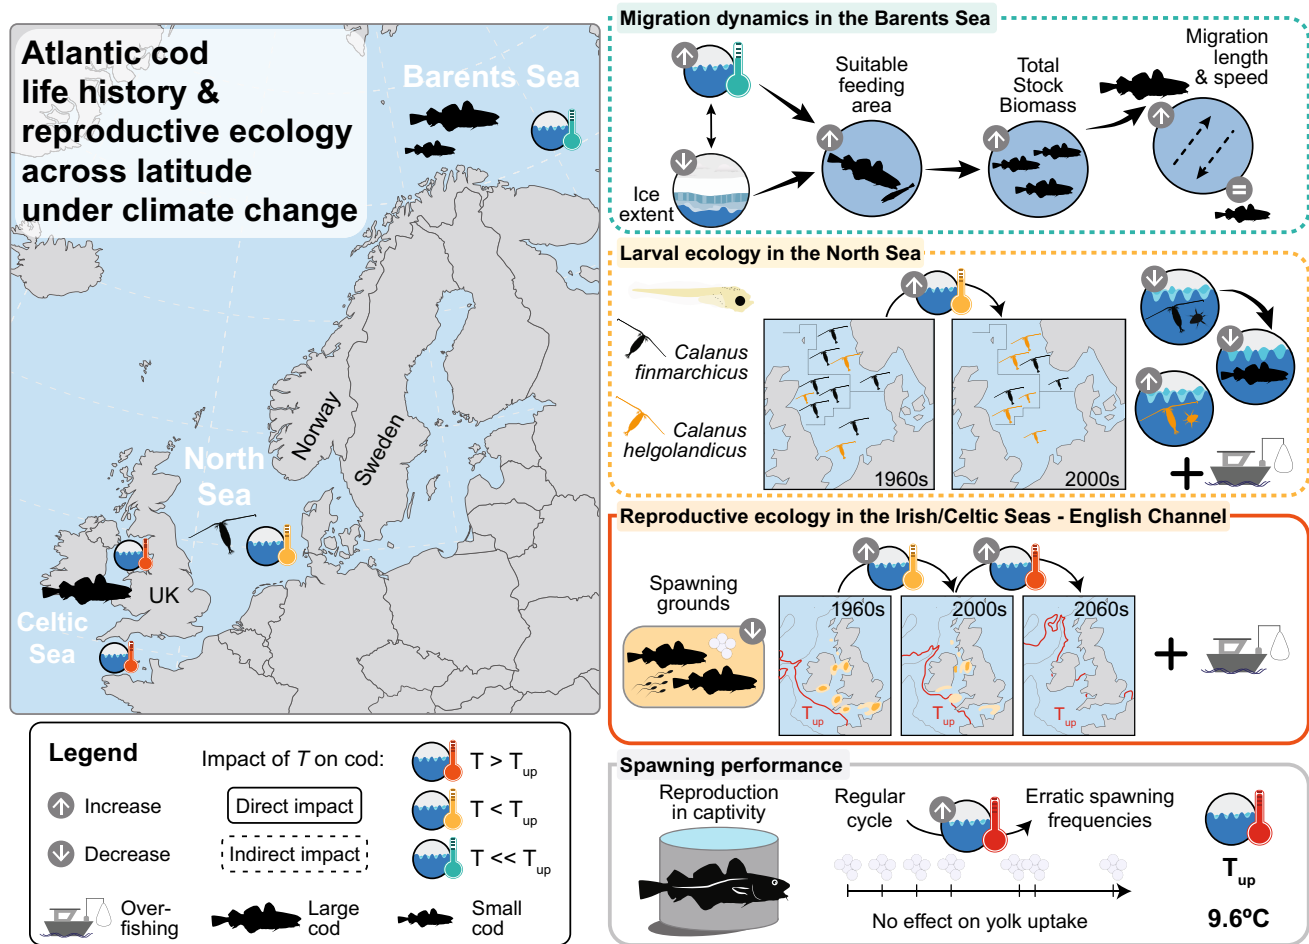 Atlantic cod
life history &
reproductive ecology
across latitude
under climate change
Barents Sea
Norway
Sweden
North
Sea
UK
Celtic
Sea
Legend
Impact of T on cod:
Increase
Direct impact
Decrease
Indirect impact
T > Tup
T < Tup
T << Tup
Over-
fishing
Large
cod
Small
cod
Migration dynamics in the Barents Sea
Ice
extent
Suitable
feeding
area
Total
Stock
Biomass
Migration
length
& speed
=
Larval ecology in the North Sea
Calanus
finmarchicus
Calanus
helgolandicus
1960s
2000s
+
Reproductive ecology in the Irish/Celtic Seas - English Channel
Spawning
grounds
1960s
Tup
2000s
Tup
2060s
Tup
+
Spawning performance
Reproduction
in captivity
Regular
cycle
Erratic spawning
frequencies
No effect on yolk uptake
Tup
9.6ºC